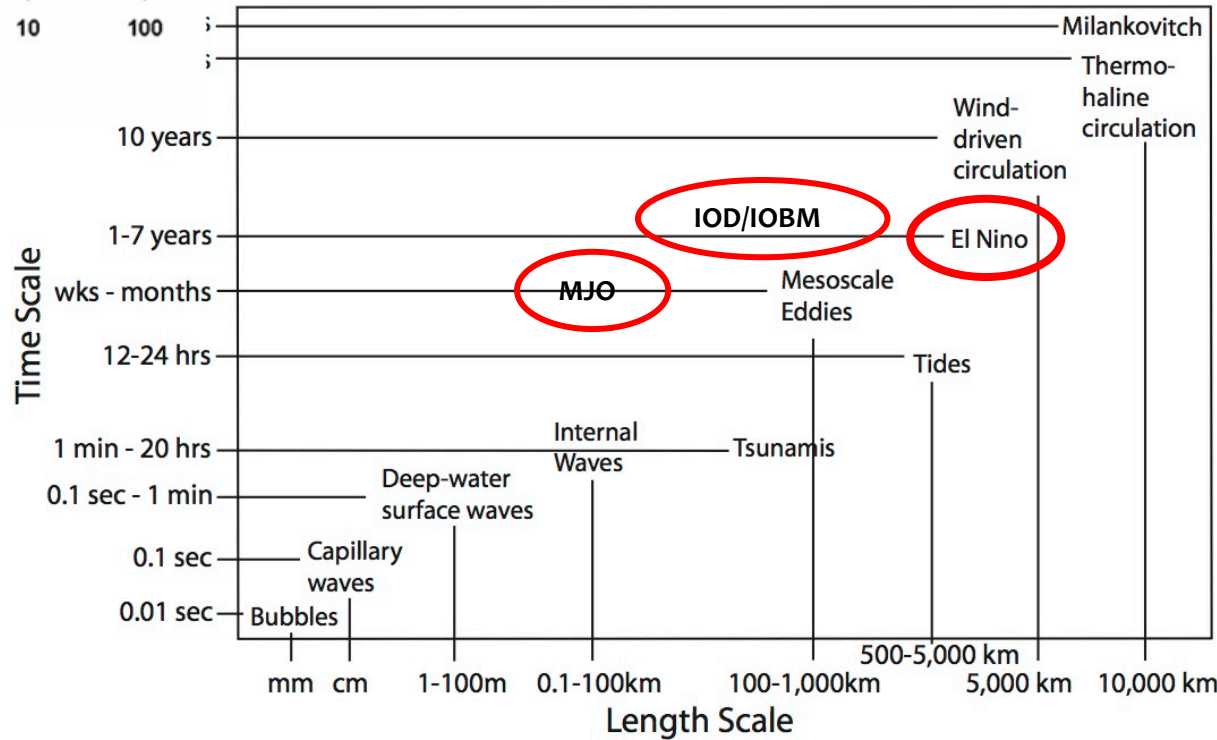 10 100 s
Milankovitch
s
Thermo-
haline
circulation
Wind-
driven
circulation
10 years
IOD/IOBM
1-7 years
El Nino
wks - months
MJO
Mesoscale
Eddies
12-24 hrs
Tides
Time Scale
1 min - 20 hrs
Internal
Waves
Tsunamis
0.1 sec - 1 min
Deep-water
surface waves
0.1 sec
Capillary
waves
0.01 sec
Bubbles
mm cm 1-100m 0.1-100km 100-1,000km 500-5,000 km 5,000 km 10,000 km
Length Scale